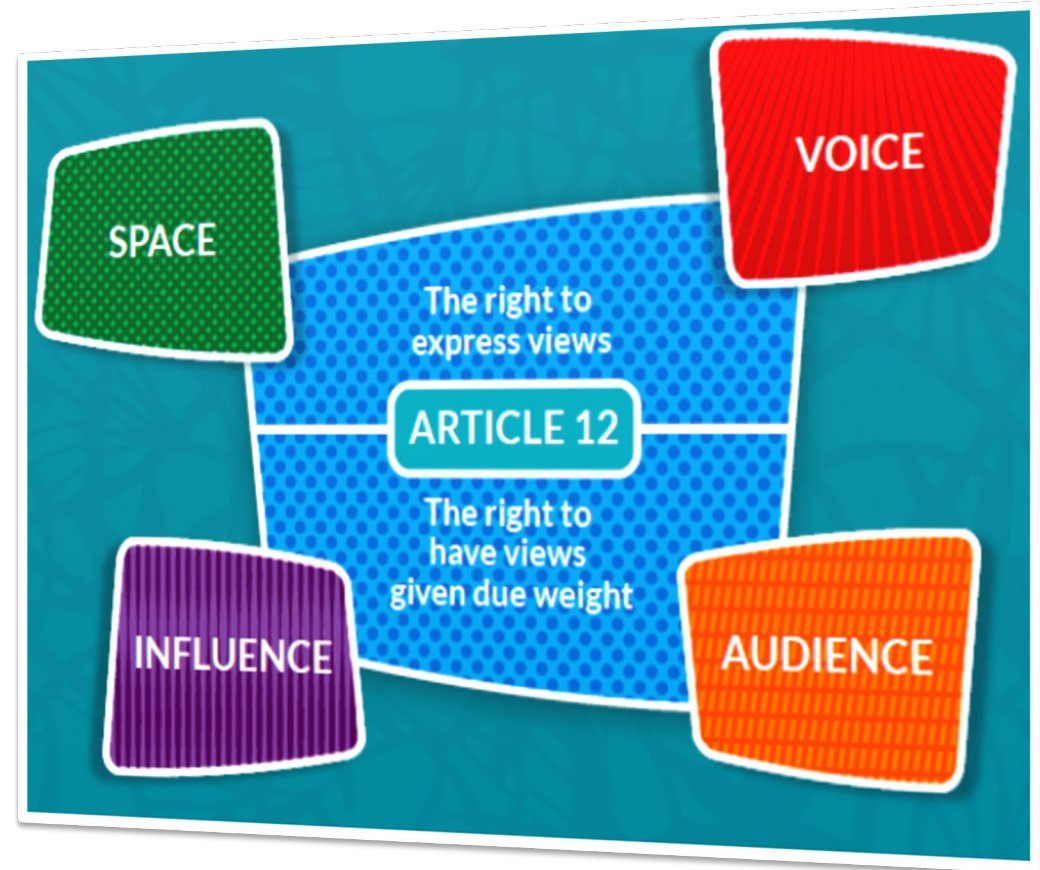 SPACE
VOICE
The right to
express views
ARTICLE 12
The right to
have views
given due weight
INFLUENCE
AUDIENCE